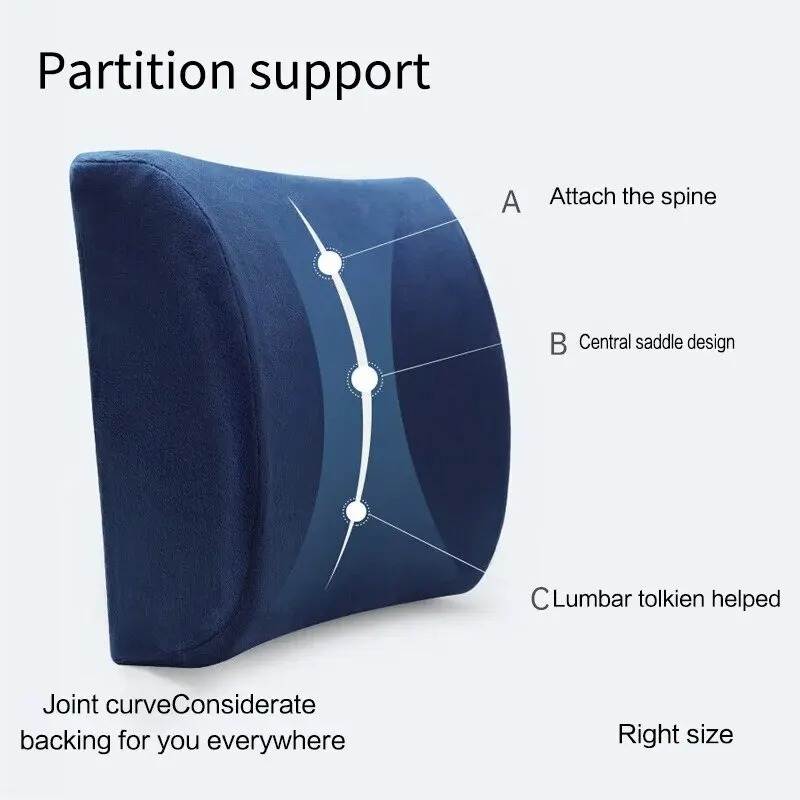 Partition support
A Attach the spine
B Central saddle design
C Lumbar tolkien helped
Joint curveConsiderate
backing for you everywhere
Right size